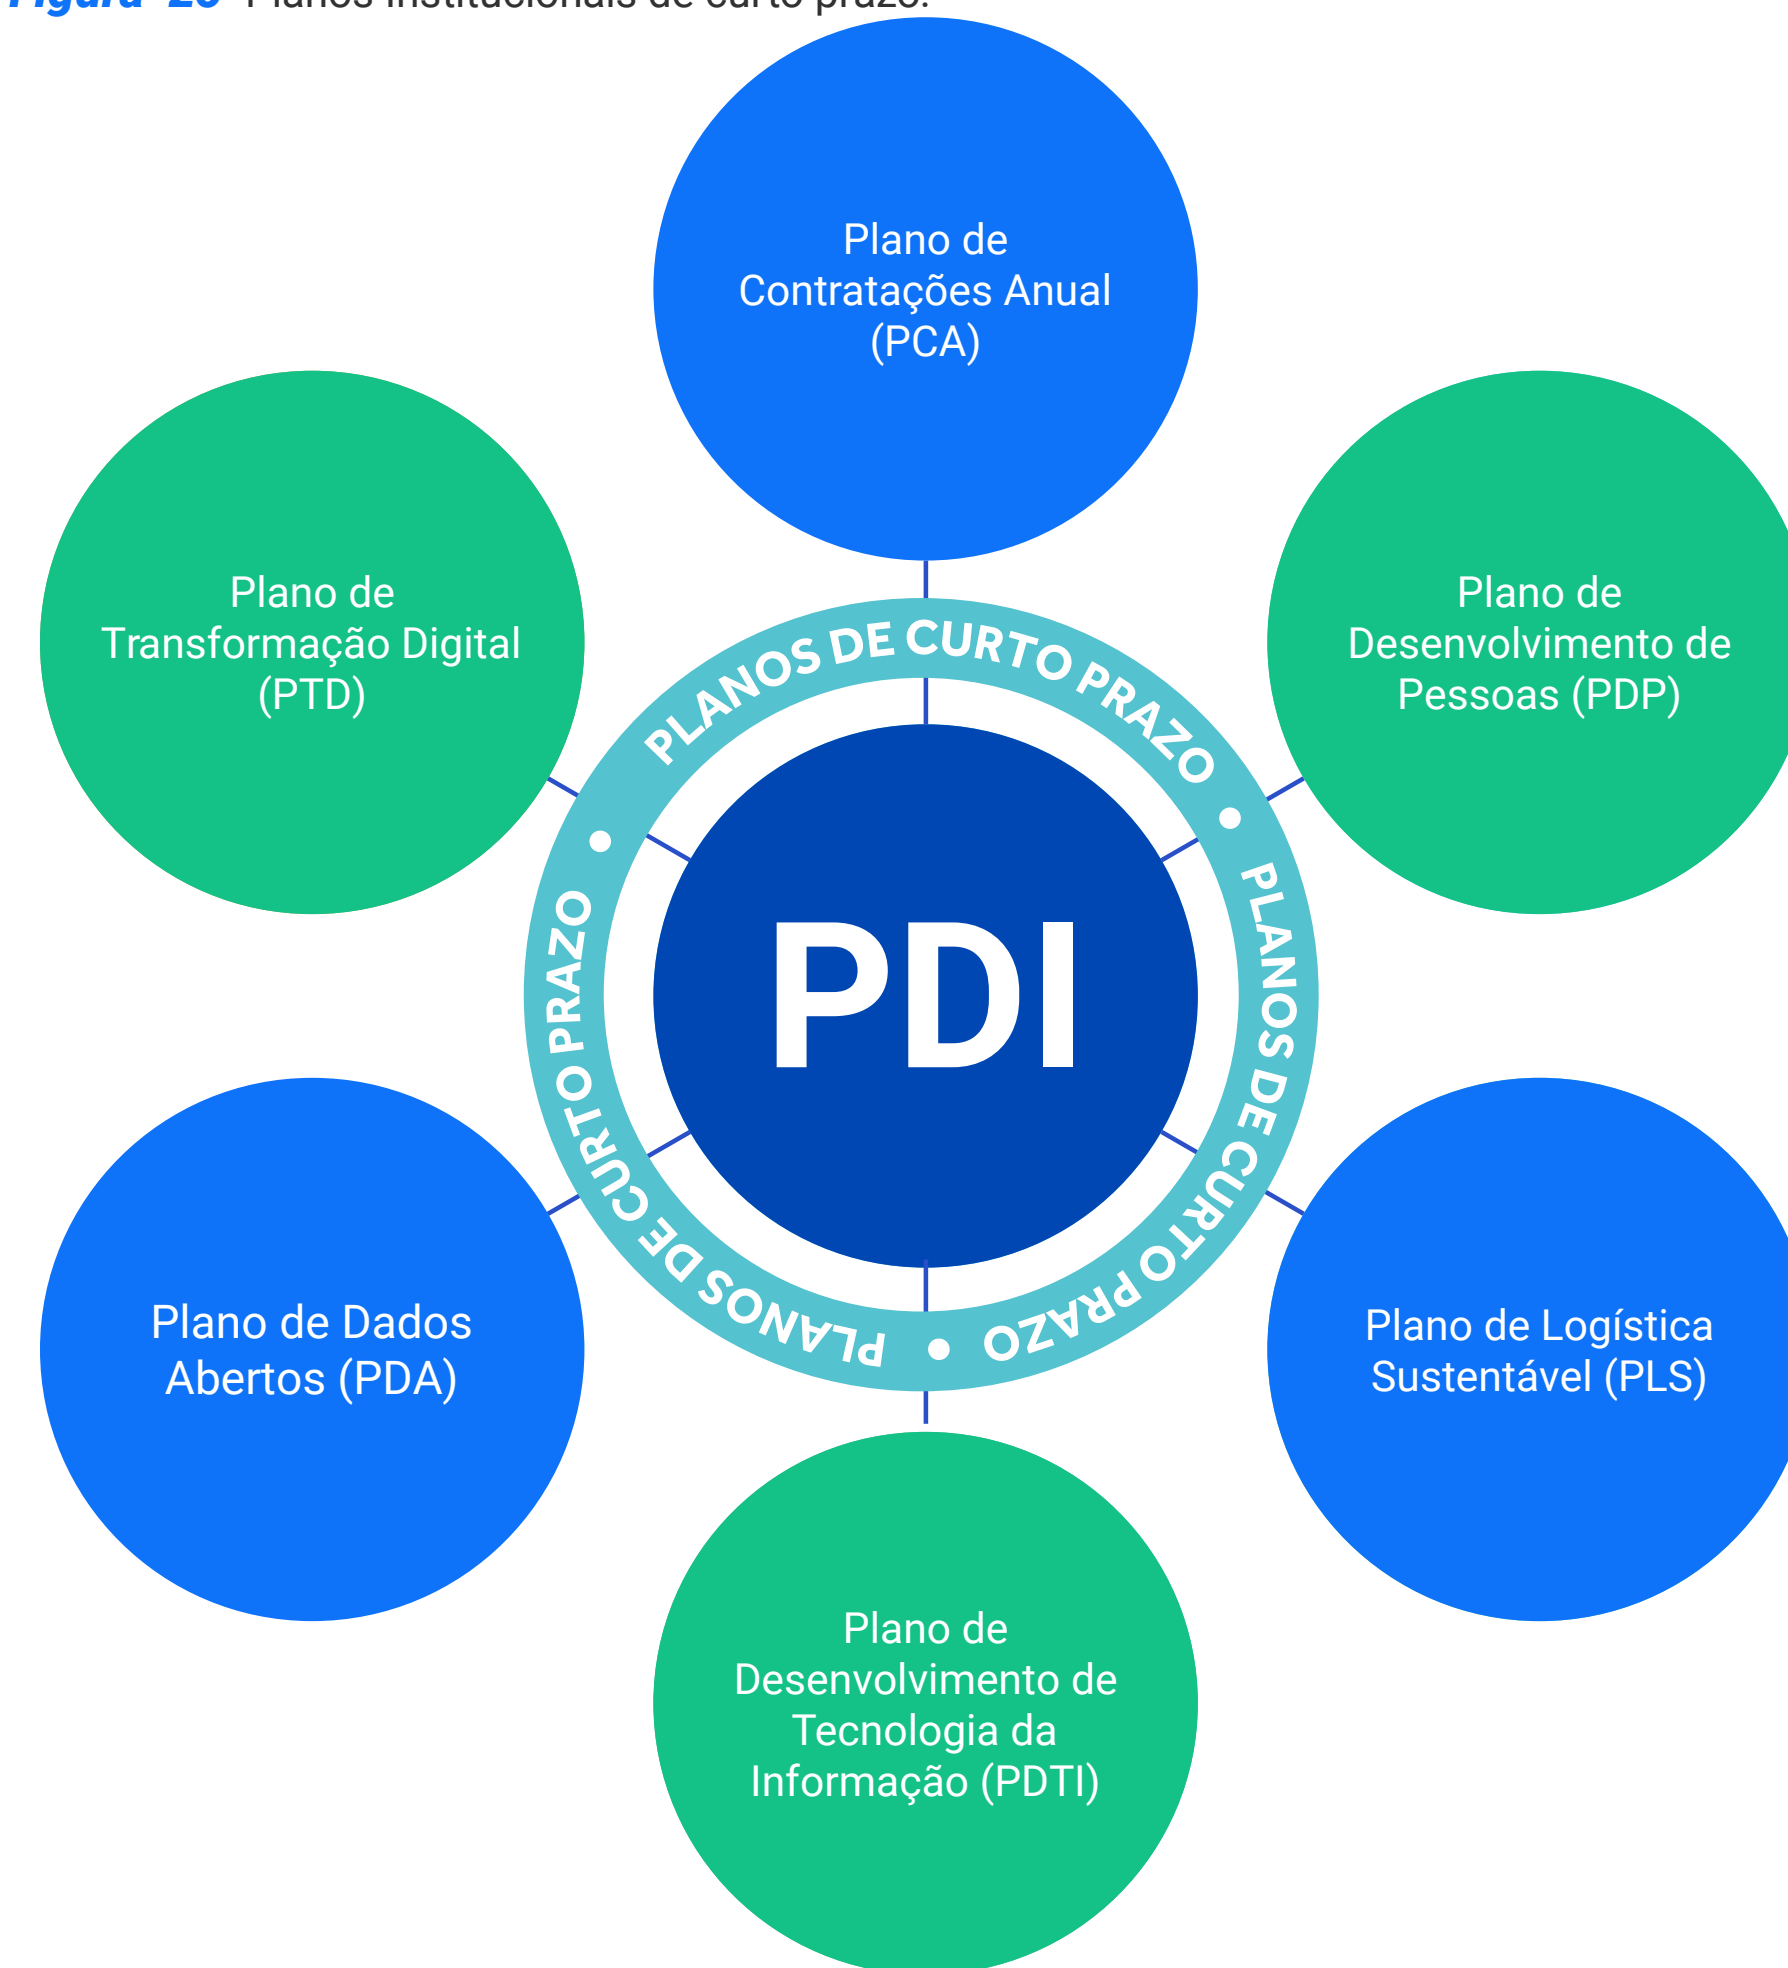 Planos institucionais de curto prazo.
Plano de
Contratações Anual
(PCA)
Plano de
Transformação Digital
(PTD)
Plano de
Desenvolvimento de
Pessoas (PDP)
PLANOS DE CURTO PRAZO • PLANOS DE CURTO PRAZO • PLANOS DE CURTO PRAZO •
PDI
Plano de Dados
Abertos (PDA)
Plano de Logística
Sustentável (PLS)
Plano de
Desenvolvimento de
Tecnologia da
Informação (PDTI)